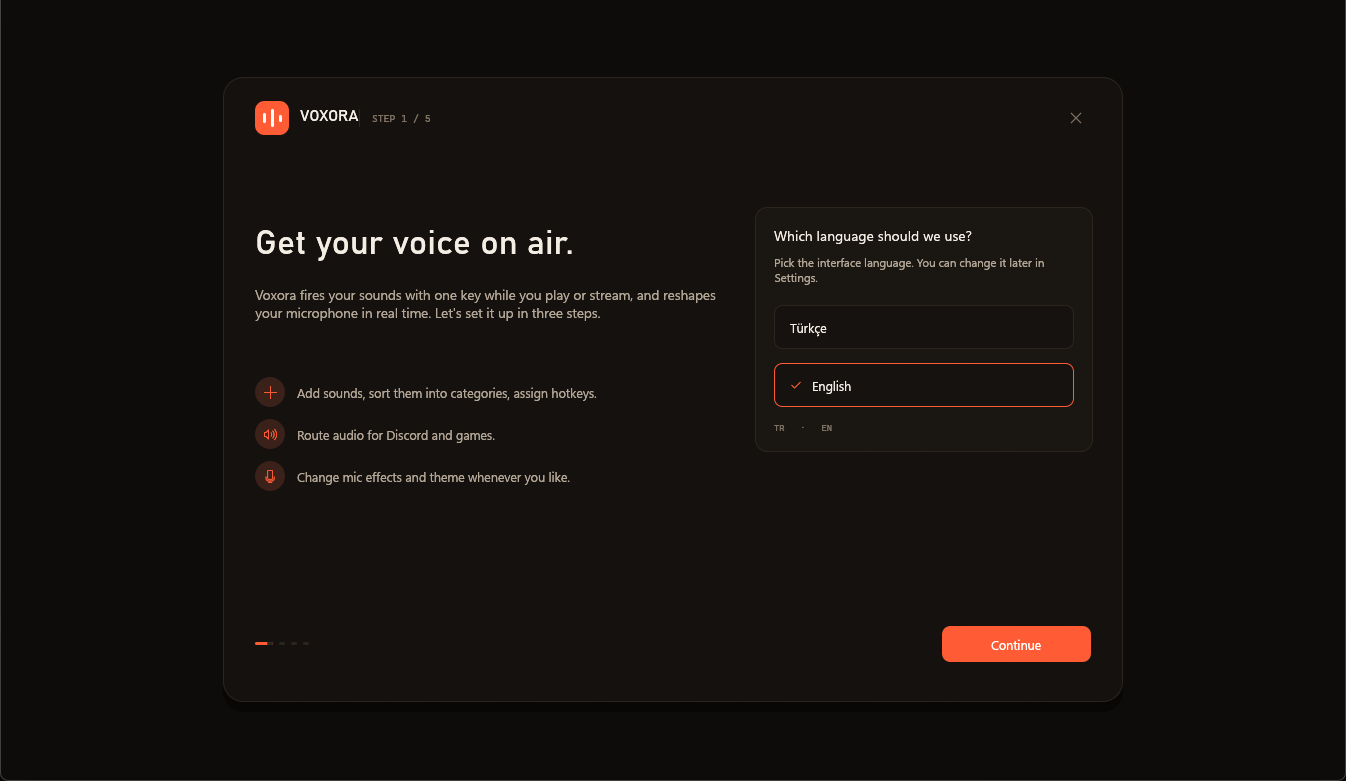 VOXORA
STEP 1 / 5
Get your voice on air.
Voxora fires your sounds with one key while you play or stream, and reshapes
your microphone in real time. Let's set it up in three steps.
Add sounds, sort them into categories, assign hotkeys.
Route audio for Discord and games.
Change mic effects and theme whenever you like.
Which language should we use?
Pick the interface language. You can change it later in
Settings.
Türkçe
English
TR · EN
Continue